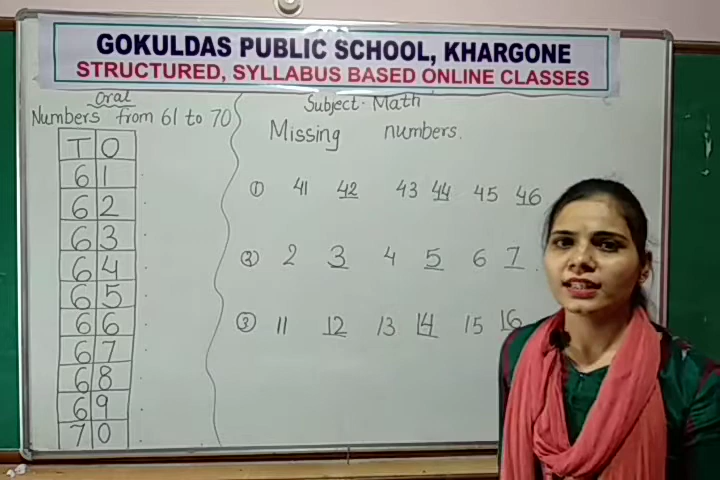 GOKULDAS PUBLIC SCHOOL, KHARGONE
STRUCTURED, SYLLABUS BASED ONLINE CLASSES
Oral
Numbers from 61 to 70
T O
6 1
6 2
6 3
6 4
6 5
6 6
6 7
6 8
6 9
7 0
Subject. Math
Missing numbers.
① 41 42 43 44 45 46
② 2 3 4 5 6 7
③ 11 12 13 14 15 16